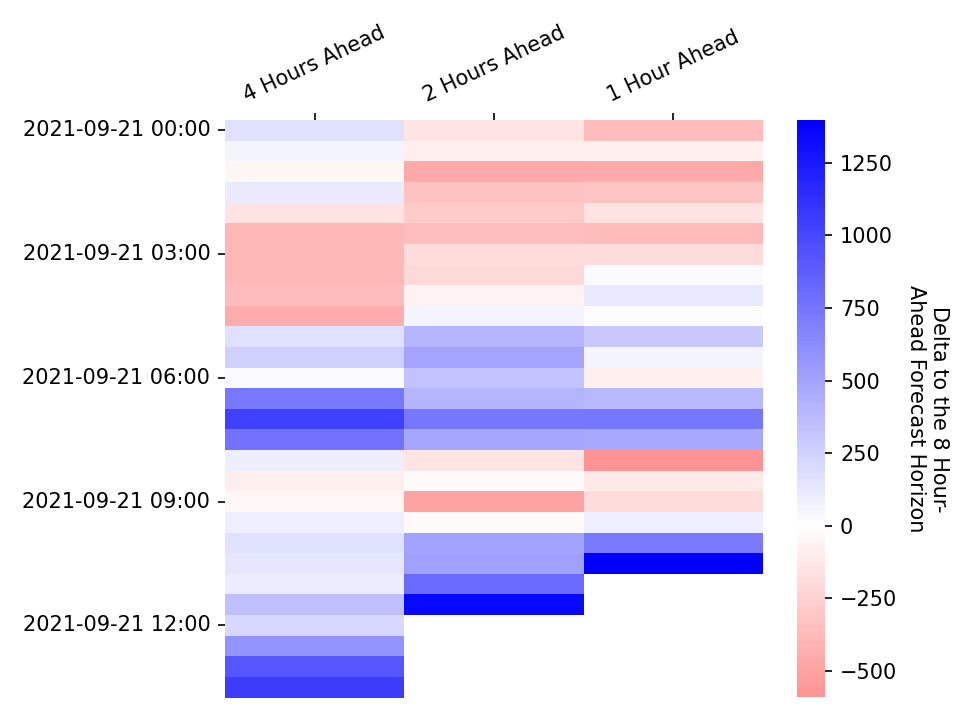 4 Hours Ahead
2 Hours Ahead
1 Hour Ahead
2021-09-21 00:00
2021-09-21 03:00
2021-09-21 06:00
2021-09-21 09:00
2021-09-21 12:00
1250
1000
750
500
250
0
−250
−500
Delta to the 8 Hour-
Ahead Forecast Horizon